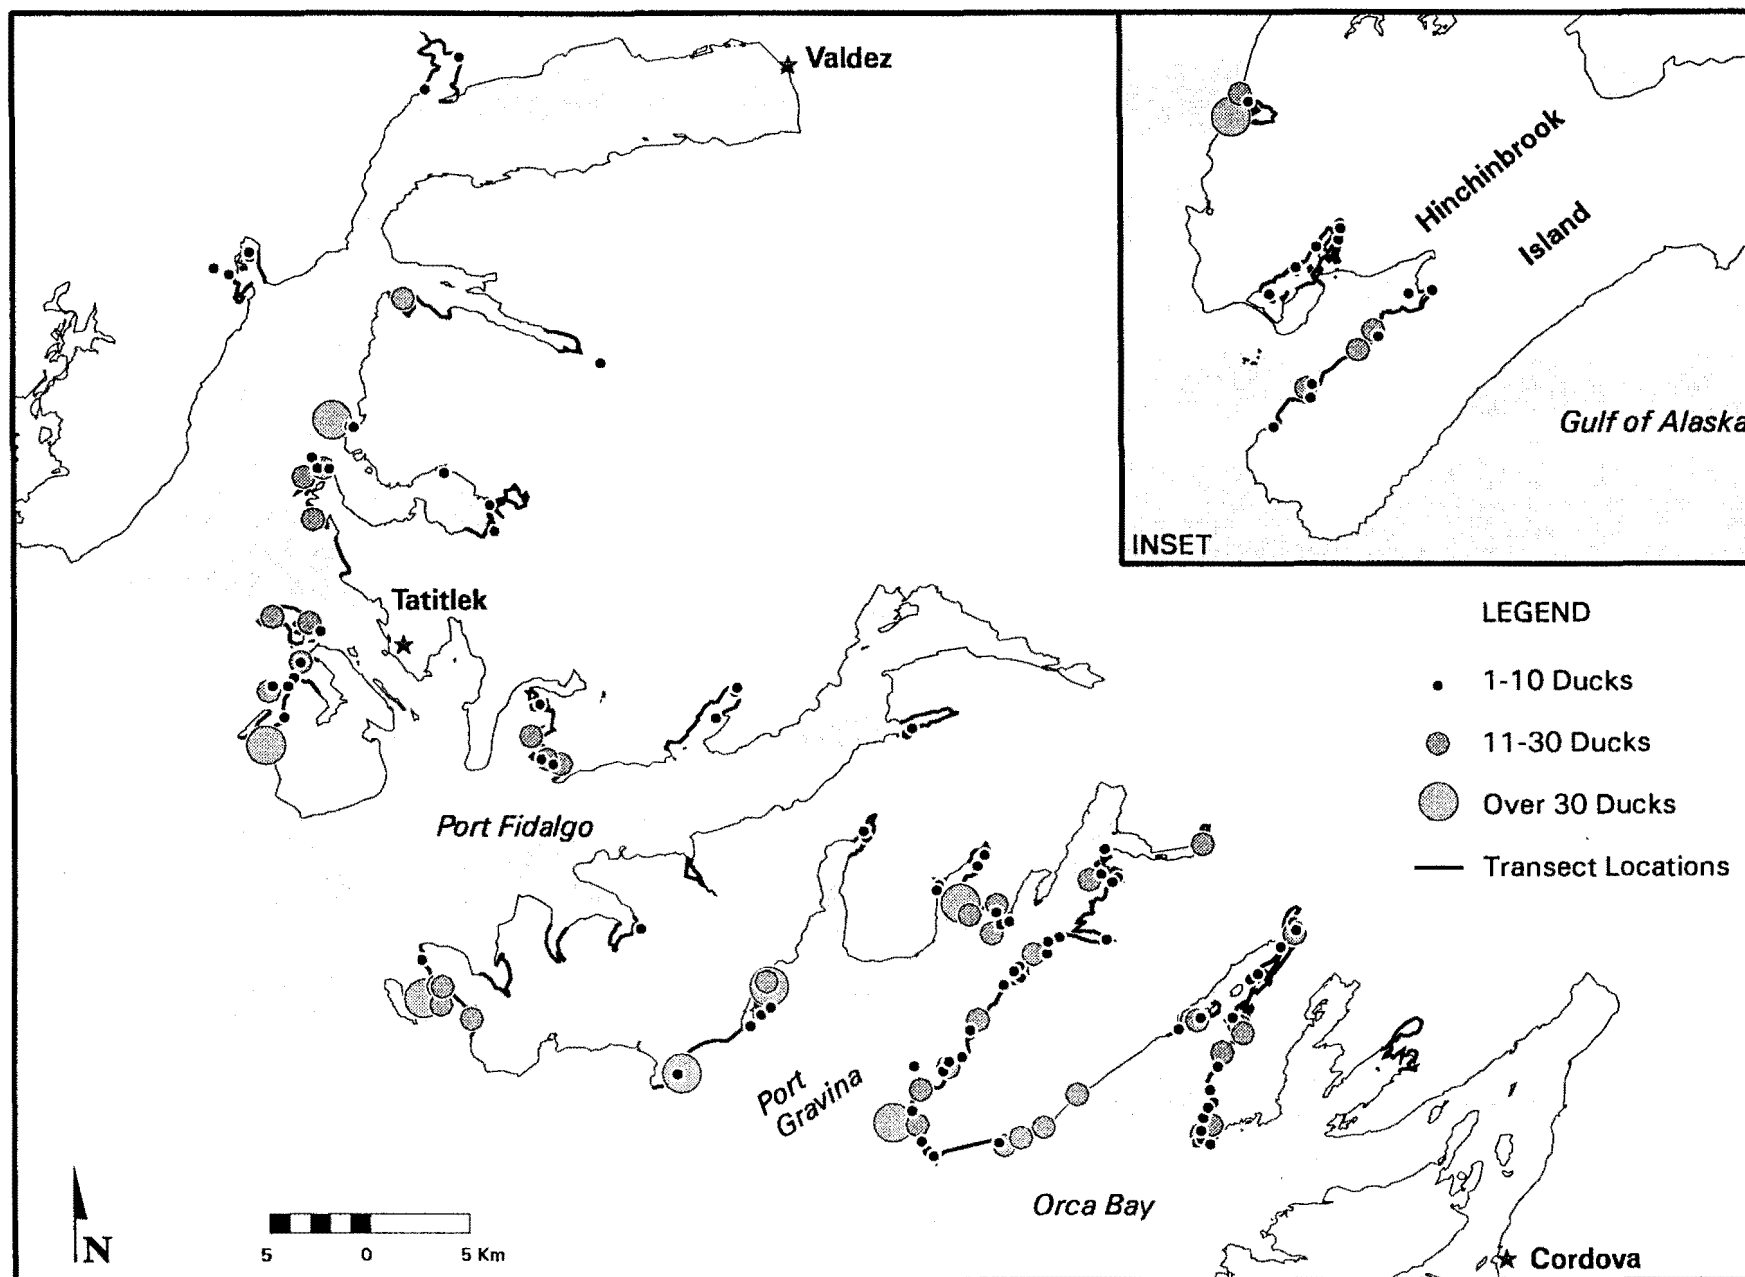 Valdez
Hinchinbrook
Island
Gulf of Alaska
INSET
Tatitlek
LEGEND
1-10 Ducks
11-30 Ducks
Over 30 Ducks
Transect Locations
Port Fidalgo
Port
Gravina
Orca Bay
N
5 0 5 Km
Cordova